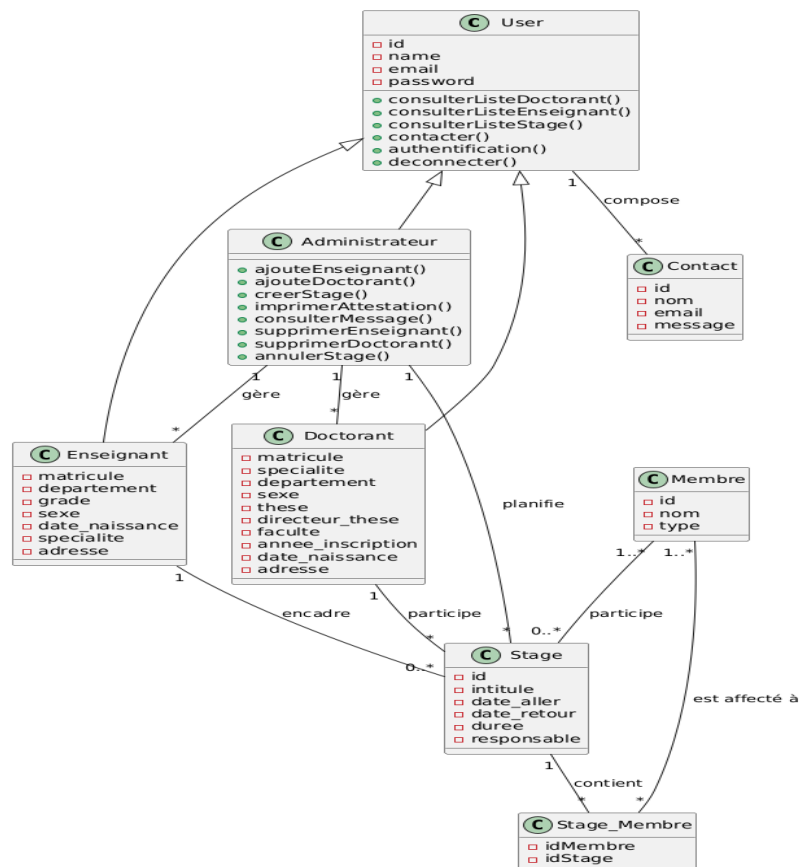 C User
id
name
email
password
consulterListeDoctorant()
consulterListeEnseignant()
consulterListeStage()
contacter()
authentification()
deconnecter()
1
compose
*
C Administrateur
ajouteEnseignant()
ajouteDoctorant()
creerStage()
imprimerAttestation()
consulterMessage()
supprimerEnseignant()
supprimerDoctorant()
annulerStage()
C Contact
id
nom
email
message
1
gère
*
1
gère
*
1
planifie
*
C Enseignant
matricule
departement
grade
sexe
date_naissance
specialite
adresse
C Doctorant
matricule
specialite
departement
sexe
these
directeur_these
faculte
annee_inscription
date_naissance
adresse
C Membre
id
nom
type
1
encadre
0..*
1
participe
*
1..*
participe
0..*
1..*
est affecté à
*
C Stage
id
intitule
date_aller
date_retour
duree
responsable
1
contient
*
C Stage_Membre
idMembre
idStage